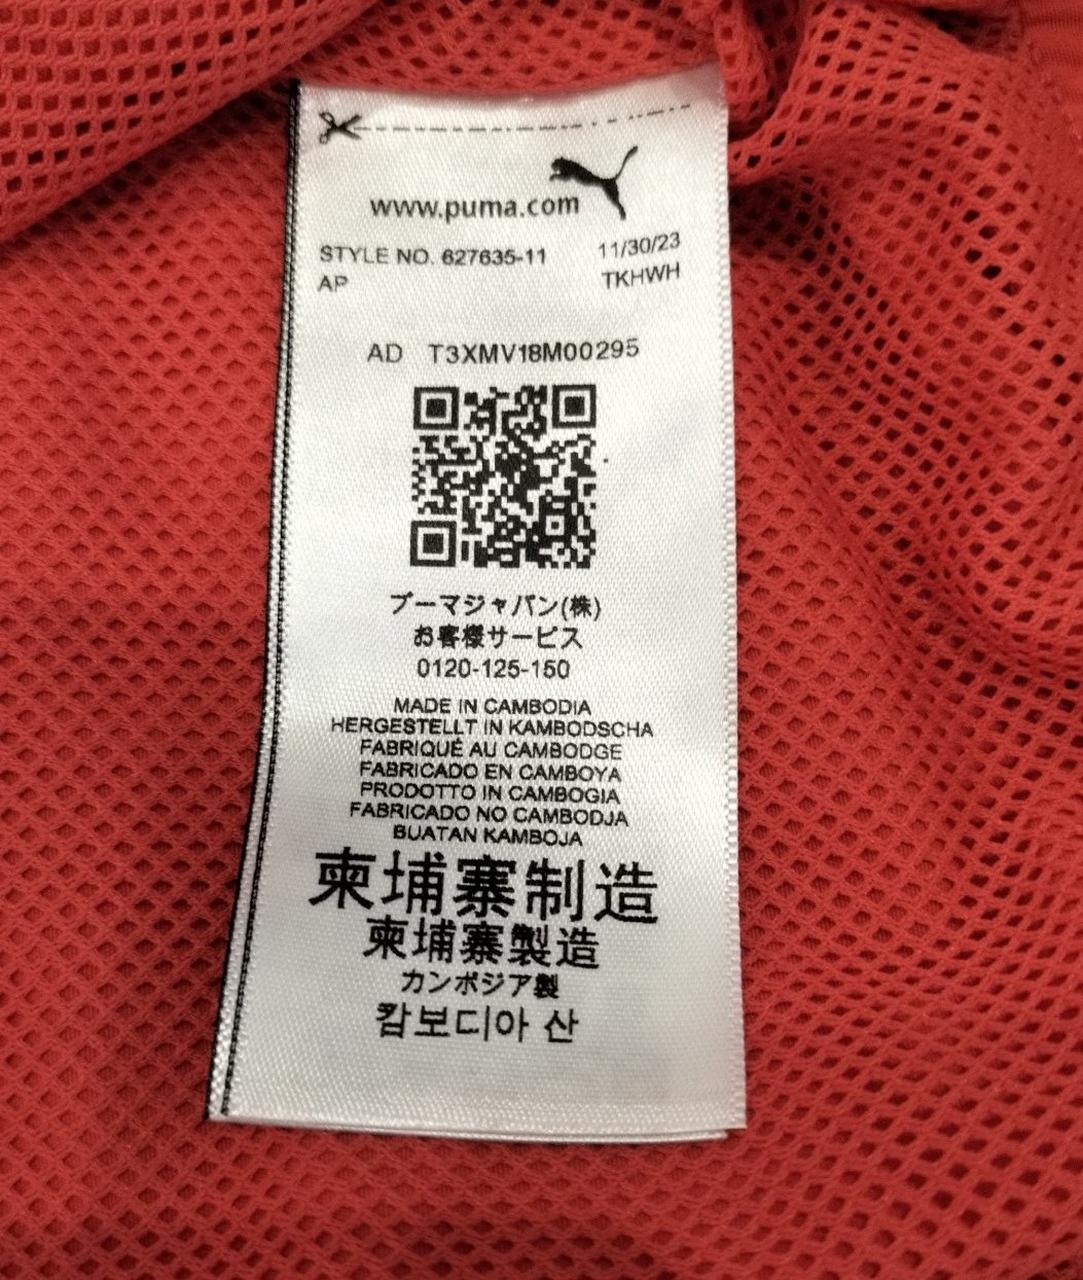 www.puma.com
STYLE NO. 627635-11 11/30/23
AP TKHWH
AD T3XMV18M00295
プーマジャパン(株)
お客様サービス
0120-125-150
MADE IN CAMBODIA
HERGESTELLT IN KAMBODSCHA
FABRIQUÉ AU CAMBODGE
FABRICADO EN CAMBOYA
PRODOTTO IN CAMBOGIA
FABRICADO NO CAMBODJA
BUATAN KAMBOJA
柬埔寨制造
柬埔寨製造
カンボジア製
캄보디아 산